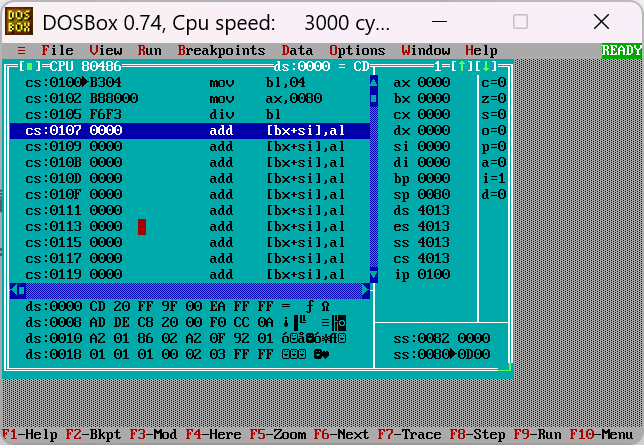 DOSBox 0.74, Cpu speed: 3000 cy...
≡ File View Run Breakpoints Data Options Window Help READY
[■]=CPU 80486 ds:0000 = CD 1=[↑][↓]
cs:0100►B304 mov bl,04 ax 0000 c=0
cs:0102 B88000 mov ax,0080 bx 0000 z=0
cs:0105 F6F3 div bl cx 0000 s=0
cs:0107 0000 add [bx+si],al dx 0000 o=0
cs:0109 0000 add [bx+si],al si 0000 p=0
cs:010B 0000 add [bx+si],al di 0000 a=0
cs:010D 0000 add [bx+si],al bp 0000 i=1
cs:010F 0000 add [bx+si],al sp 0080 d=0
cs:0111 0000 add [bx+si],al ds 4013
cs:0113 0000 add [bx+si],al es 4013
cs:0115 0000 add [bx+si],al ss 4013
cs:0117 0000 add [bx+si],al cs 4013
cs:0119 0000 add [bx+si],al ip 0100
ds:0000 CD 20 FF 9F 00 EA FF FF = ƒ Ω
ds:0008 AD DE C8 20 00 F0 CC 0A
ds:0010 A2 01 86 02 A2 0F 92 01 ss:0082 0000
ds:0018 01 01 01 00 02 03 FF FF ss:0080►0D00
F1-Help F2-Bkpt F3-Mod F4-Here F5-Zoom F6-Next F7-Trace F8-Step F9-Run F10-Menu